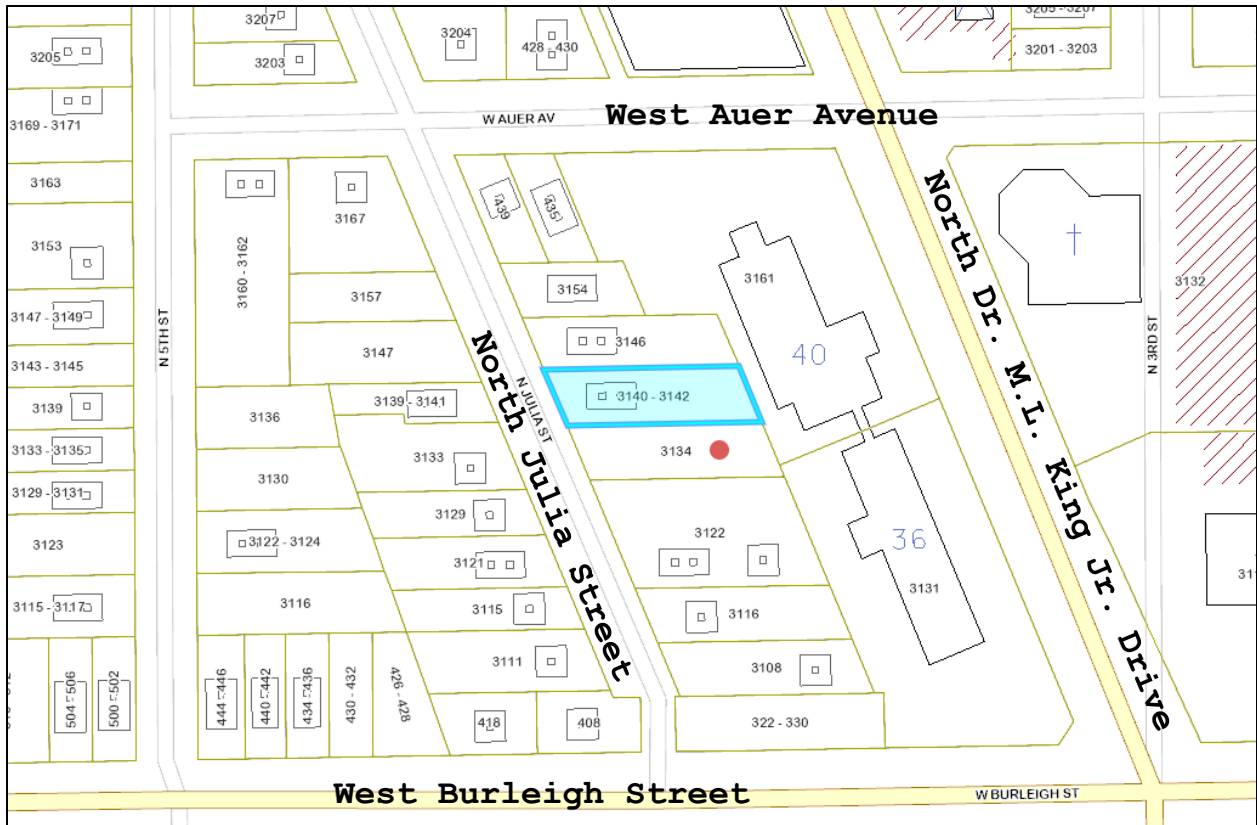 3207
3205 - 3207
3204
428 - 430
3201 - 3203
3205
3203
W AUER AV
West Auer Avenue
3169 - 3171
3163
3167
439
435
North Dr. M.L. King Jr. Drive
3153
3160 - 3162
3161
3132
3157
3154
3147 - 3149
N 5TH ST
3146
40
N 3RD ST
3143 - 3145
3147
North Julia Street
N JULIA ST
3139
3139 - 3141
3140 - 3142
3136
3133 - 3135
3133
3134
3129 - 3131
3130
3129
3122
36
3123
3122 - 3124
3121
3131
3115 - 3117
3116
3115
3116
3111
3108
504 - 506
500 - 502
444 - 446
440 - 442
434 - 436
430 - 432
426 - 428
418
408
322 - 330
West Burleigh Street
W BURLEIGH ST